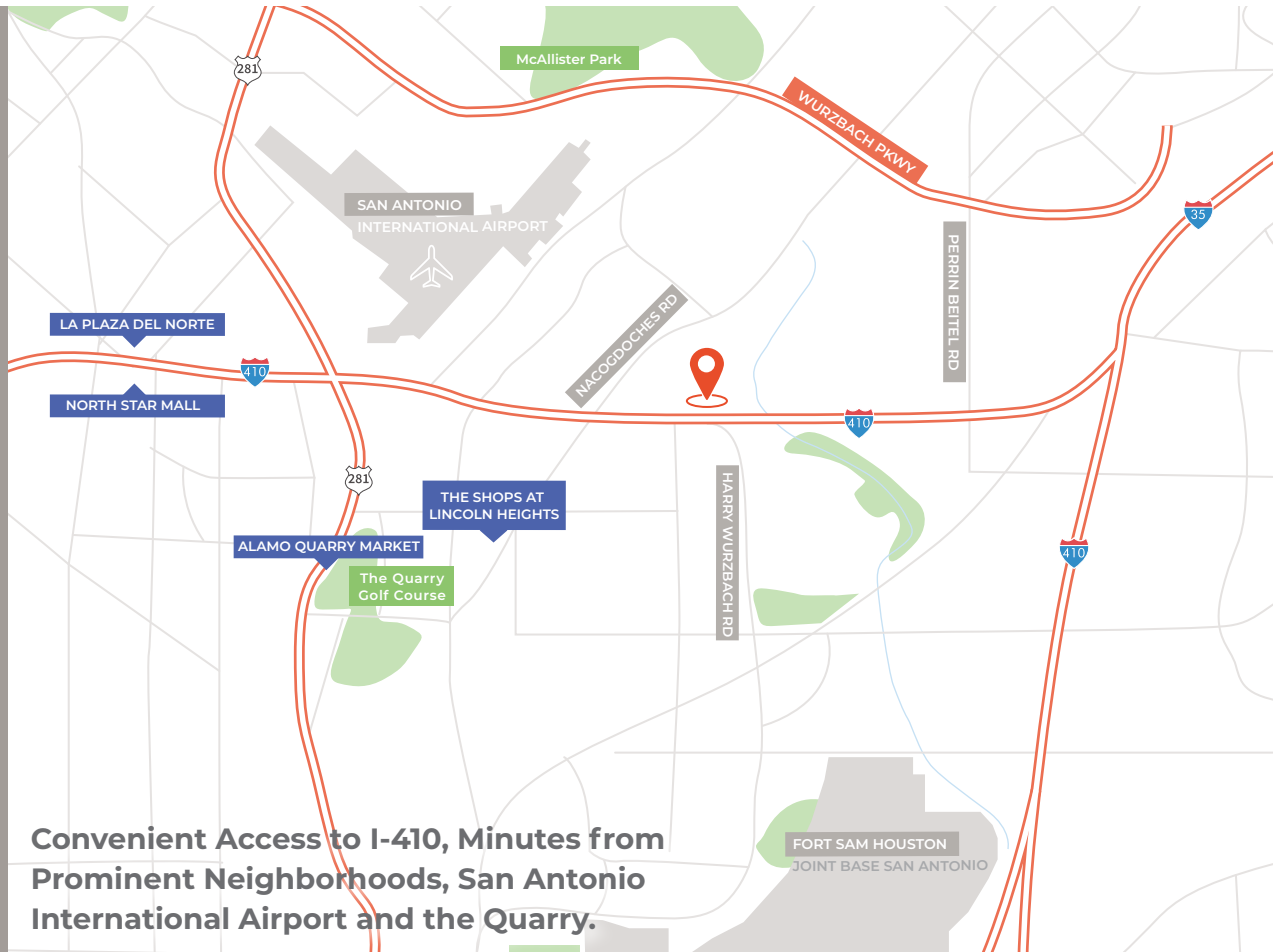 281
McAllister Park
WURZBACH PKWY
SAN ANTONIO
INTERNATIONAL AIRPORT
35
PERRIN BEITEL RD
NACOGDOCHES RD
LA PLAZA DEL NORTE
410
NORTH STAR MALL
410
281
THE SHOPS AT
LINCOLN HEIGHTS
HARRY WURZBACH RD
ALAMO QUARRY MARKET
410
The Quarry
Golf Course
Convenient Access to I-410, Minutes from
Prominent Neighborhoods, San Antonio
International Airport and the Quarry.
FORT SAM HOUSTON
JOINT BASE SAN ANTONIO